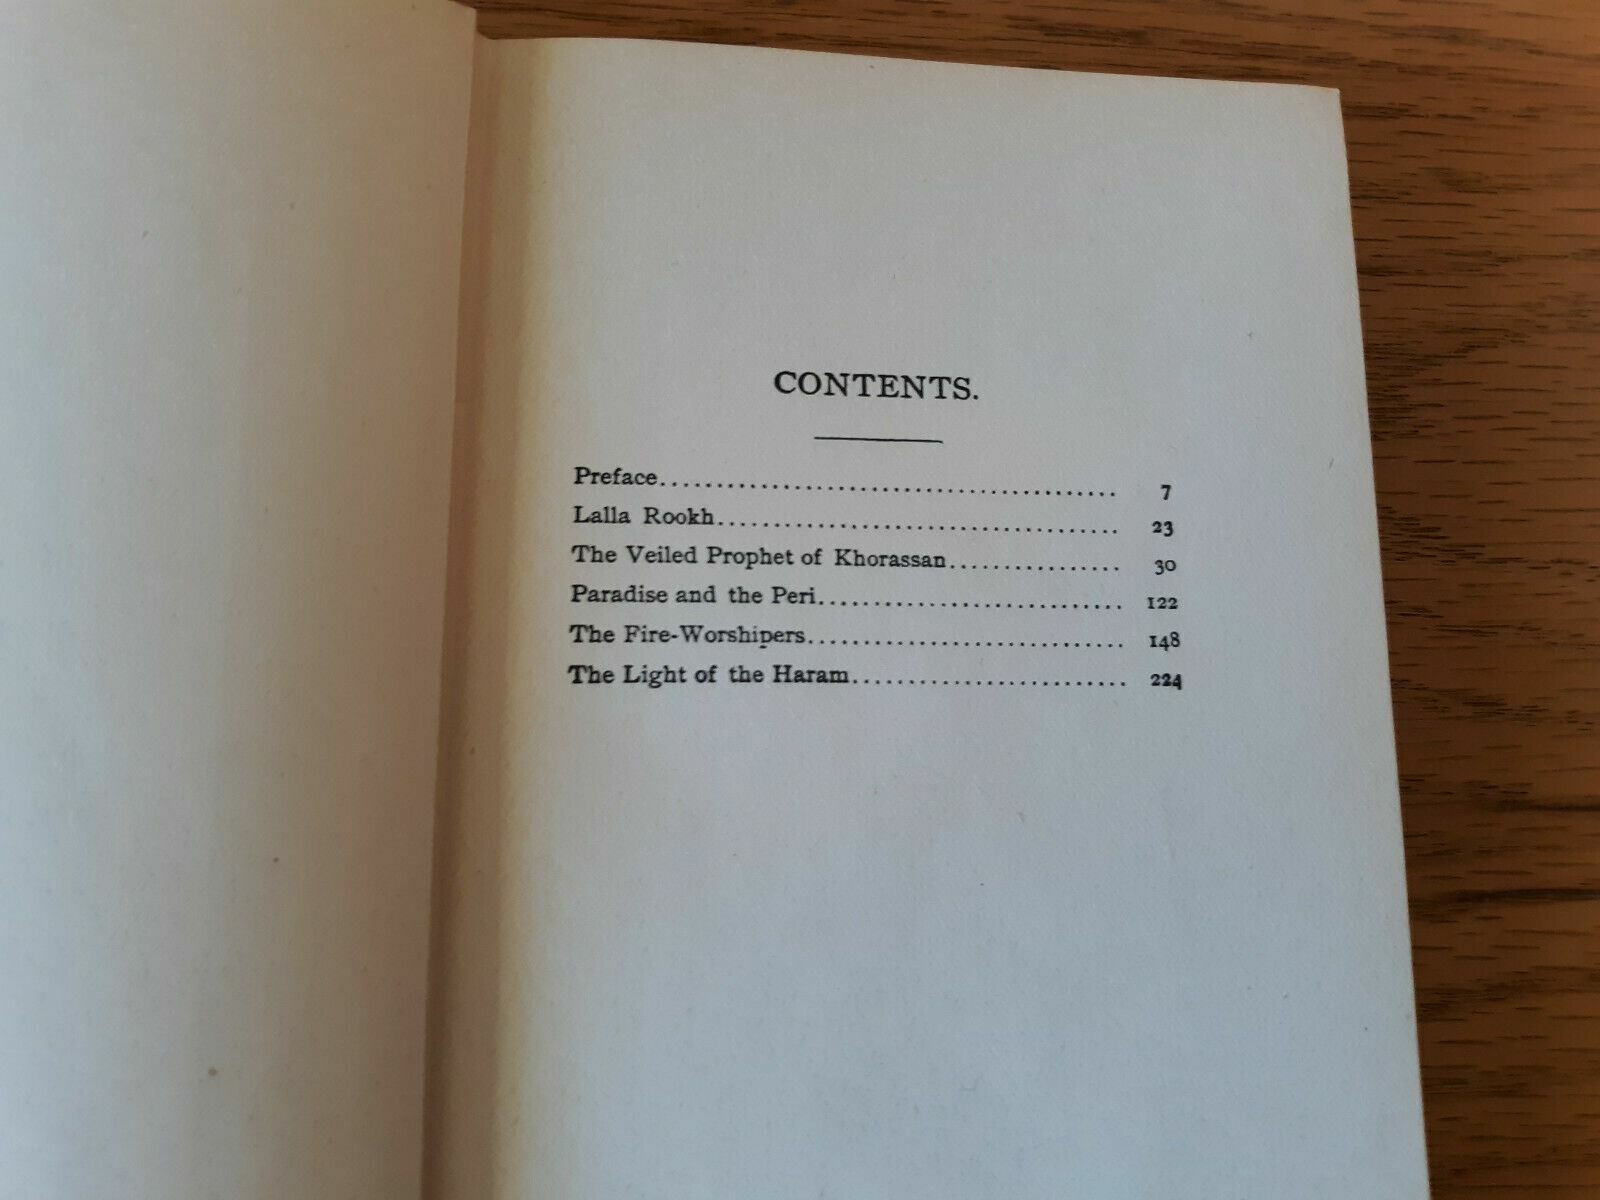 CONTENTS.
Preface.......................................... 7
Lalla Rookh..................................... 23
The Veiled Prophet of Khorassan................ 30
Paradise and the Peri............................ 122
The Fire-Worshipers............................. 148
The Light of the Haram......................... 224